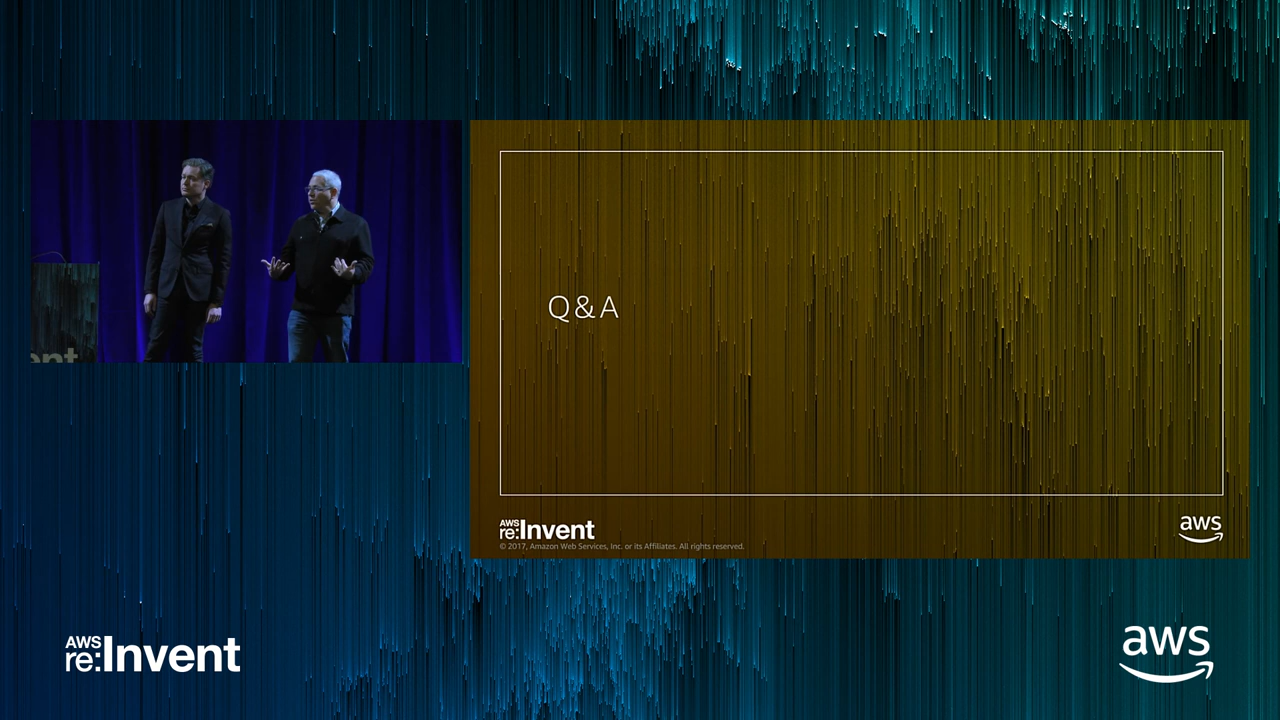 ent
Q&A
AWS
re:Invent
© 2017, Amazon Web Services, Inc. or its Affiliates. All rights reserved.
aws
AWS
re:Invent
aws